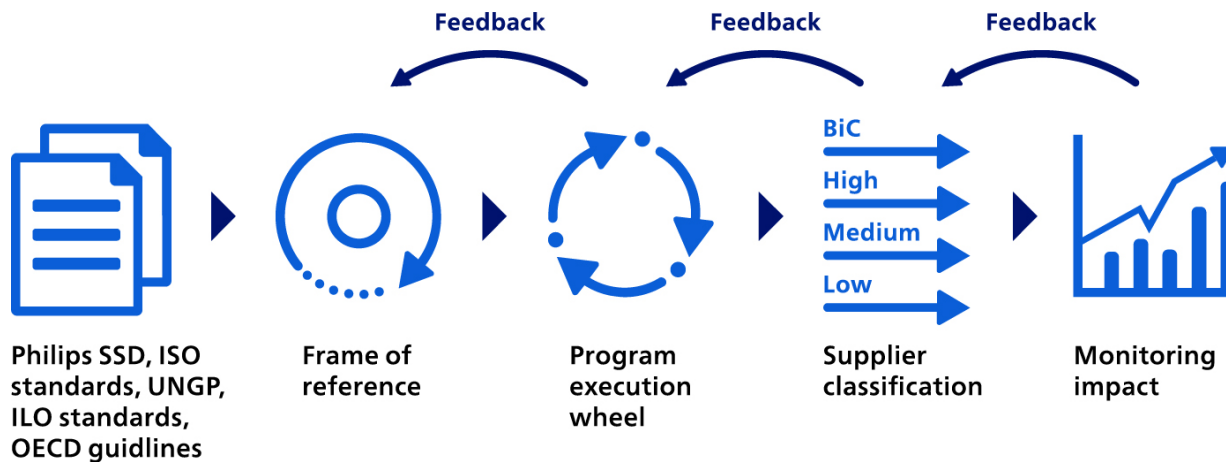 Feedback
Feedback
Feedback
BiC
High
Medium
Low
Philips SSD, ISO
standards, UNGP,
ILO standards,
OECD guidlines
Frame of
reference
Program
execution
wheel
Supplier
classification
Monitoring
impact